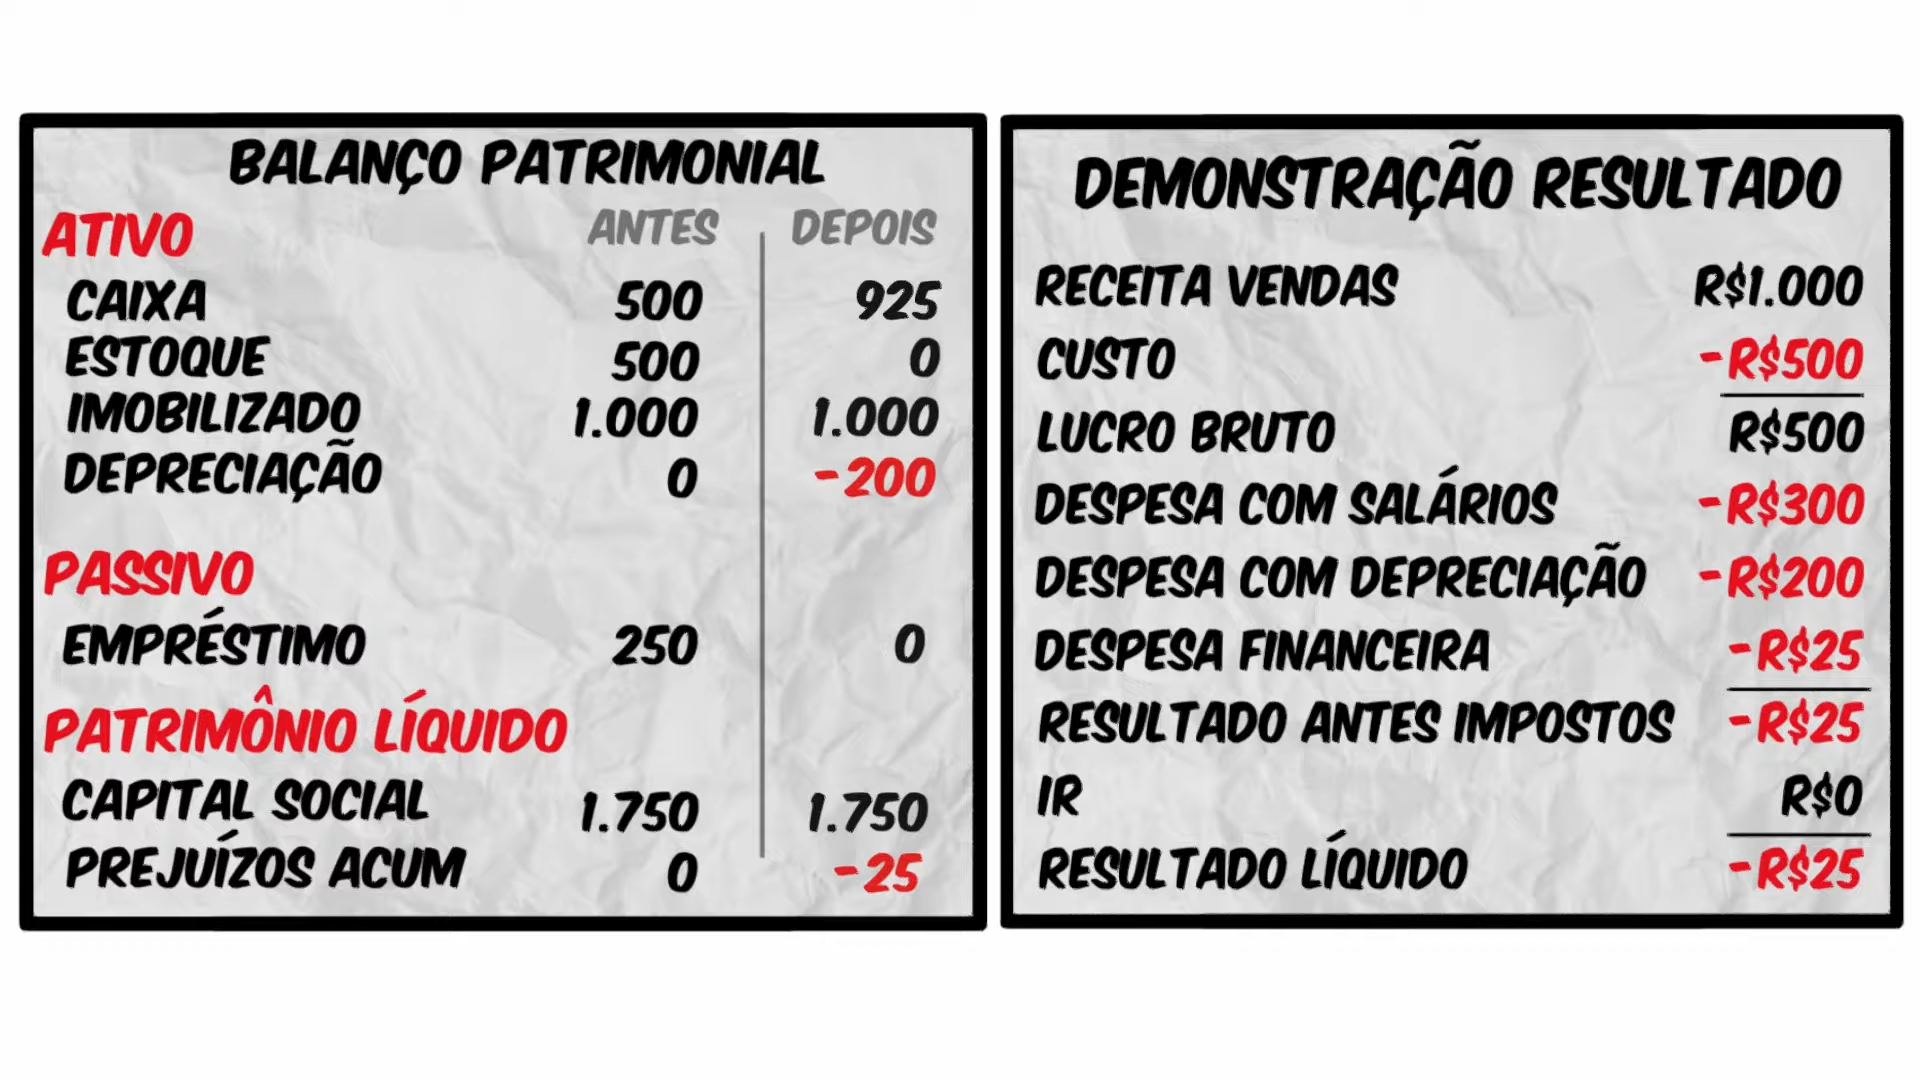 BALANÇO PATRIMONIAL
ANTES DEPOIS
ATIVO
CAIXA 500 925
ESTOQUE 500 0
IMOBILIZADO 1.000 1.000
DEPRECIAÇÃO 0 -200
PASSIVO
EMPRÉSTIMO 250 0
PATRIMÔNIO LÍQUIDO
CAPITAL SOCIAL 1.750 1.750
PREJUÍZOS ACUM 0 -25
DEMONSTRAÇÃO RESULTADO
RECEITA VENDAS R$1.000
CUSTO -R$500
LUCRO BRUTO R$500
DESPESA COM SALÁRIOS -R$300
DESPESA COM DEPRECIAÇÃO -R$200
DESPESA FINANCEIRA -R$25
RESULTADO ANTES IMPOSTOS -R$25
IR R$0
RESULTADO LÍQUIDO -R$25